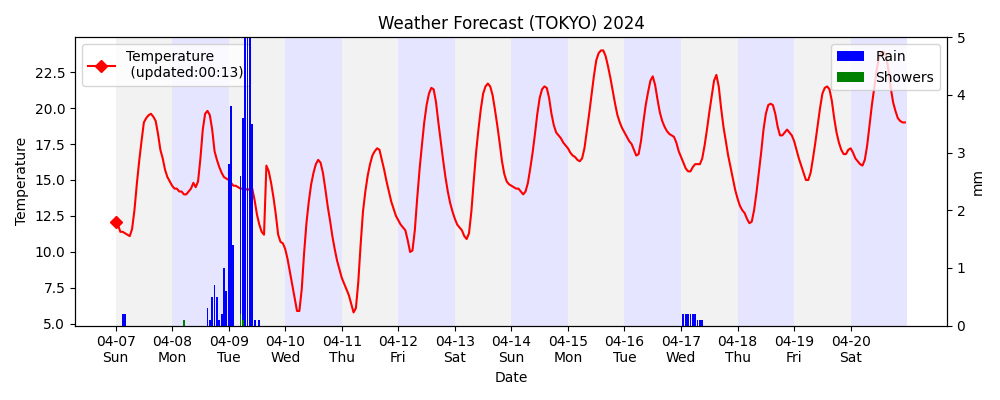 Weather Forecast (TOKYO) 2024
Temperature
(updated:00:13)
Rain
Showers
Temperature
22.5
20.0
17.5
15.0
12.5
10.0
7.5
5.0
5
4
3
2
1
0
mm
04-07 04-08 04-09 04-10 04-11 04-12 04-13 04-14 04-15 04-16 04-17 04-18 04-19 04-20
Sun Mon Tue Wed Thu Fri Sat Sun Mon Tue Wed Thu Fri Sat
Date